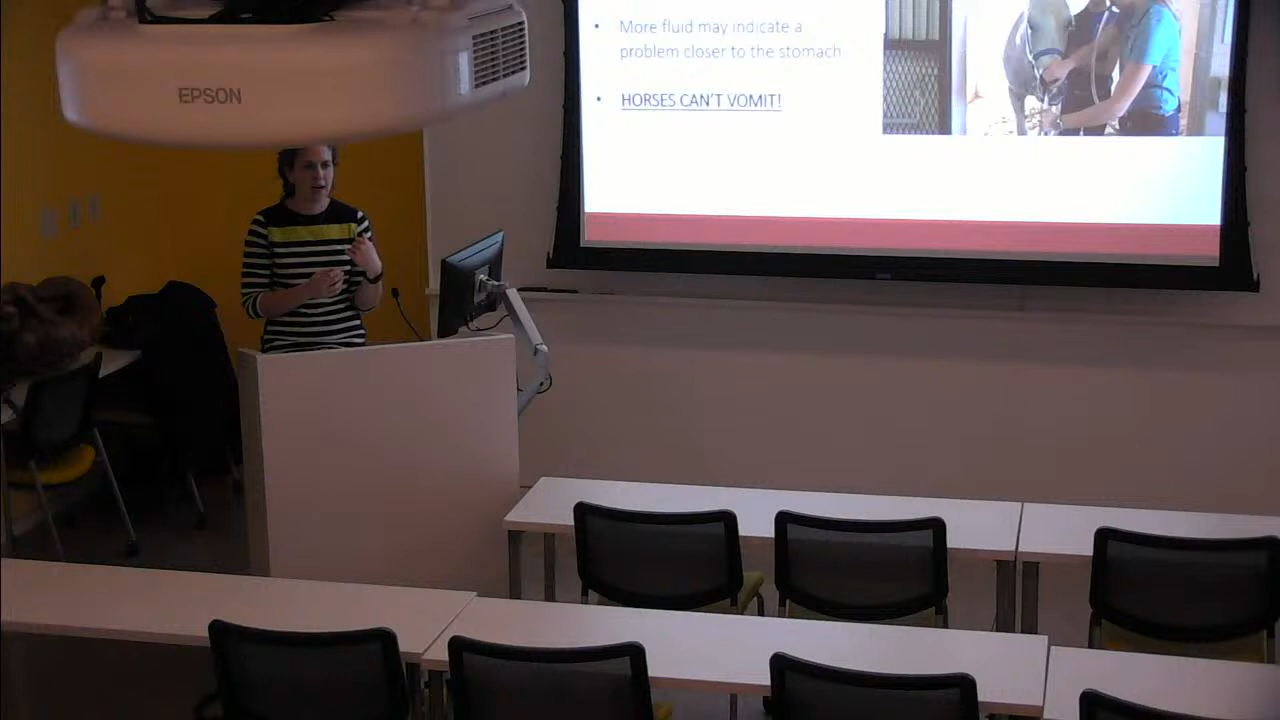 EPSON
• More fluid may indicate a
problem closer to the stomach
• HORSES CAN'T VOMIT!